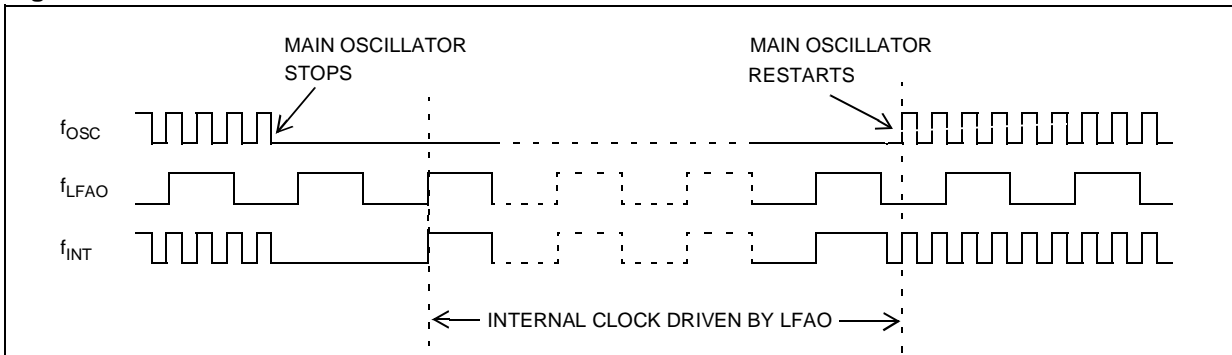 MAIN OSCILLATOR
STOPS
MAIN OSCILLATOR
RESTARTS
fOSC
fLFAO
fINT
INTERNAL CLOCK DRIVEN BY LFAO